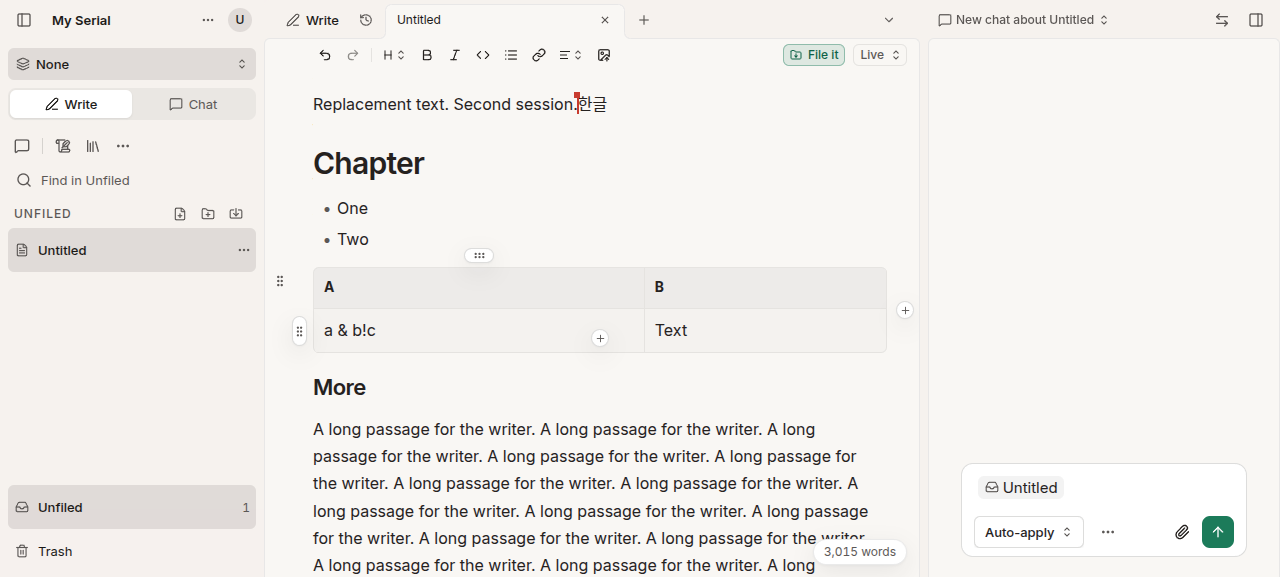 My Serial
U
None
Write
Chat
Find in Unfiled
UNFILED
Untitled
Unfiled 1
Trash
Write
Untitled
H
B
I
File it
Live
Replacement text. Second session.한글
Chapter
One
Two
A B
a & b!c Text
More
A long passage for the writer. A long passage for the writer. A long
passage for the writer. A long passage for the writer. A long passage for
the writer. A long passage for the writer. A long passage for the writer. A
long passage for the writer. A long passage for the writer. A long passage
for the writer. A long passage for the writer. A long passage for the writer.
A long passage for the writer. A long passage for the writer. A long
3,015 words
New chat about Untitled
Untitled
Auto-apply